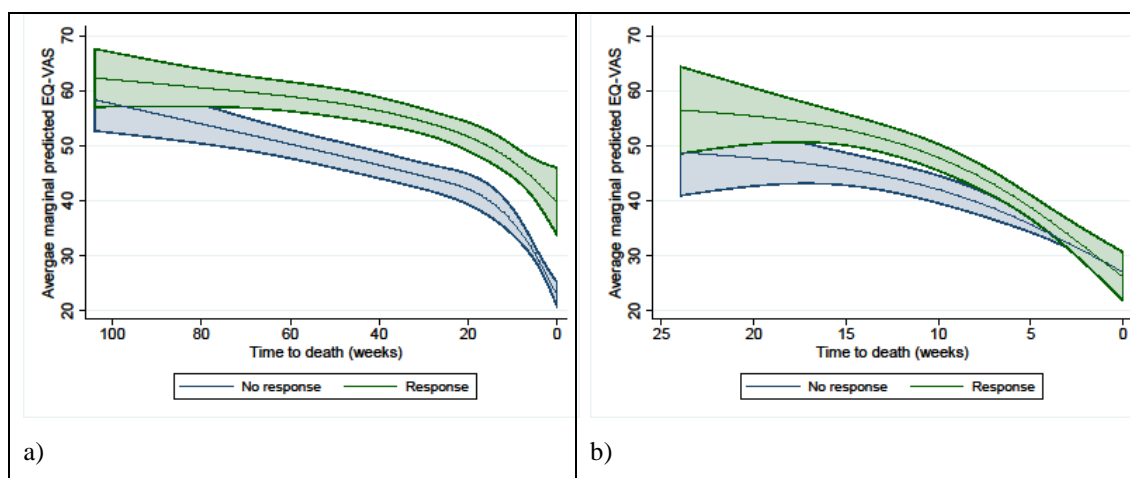 Avergae marginal predicted EQ-VAS
70
60
50
40
30
20
100 80 60 40 20 0
Time to death (weeks)
No response Response
a)
Average marginal predicted EQ-VAS
70
60
50
40
30
20
25 20 15 10 5 0
Time to death (weeks)
No response Response
b)